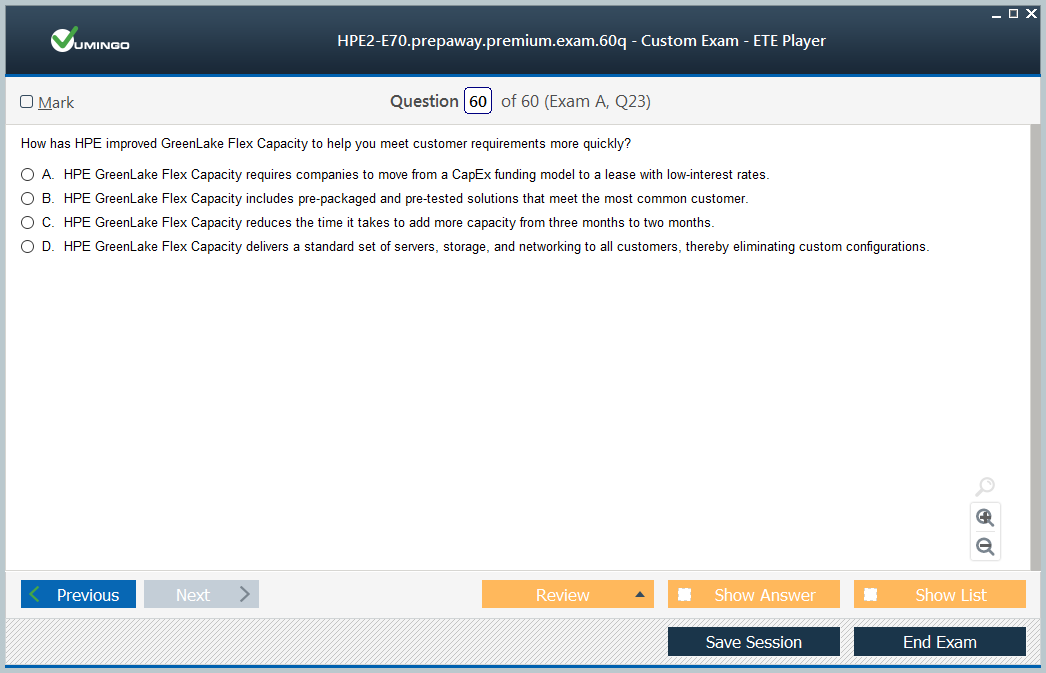 VUMINGO
HPE2-E70.prepaway.premium.exam.60q - Custom Exam - ETE Player
Mark
Question 60 of 60 (Exam A, Q23)
How has HPE improved GreenLake Flex Capacity to help you meet customer requirements more quickly?
A. HPE GreenLake Flex Capacity requires companies to move from a CapEx funding model to a lease with low-interest rates.
B. HPE GreenLake Flex Capacity includes pre-packaged and pre-tested solutions that meet the most common customer.
C. HPE GreenLake Flex Capacity reduces the time it takes to add more capacity from three months to two months.
D. HPE GreenLake Flex Capacity delivers a standard set of servers, storage, and networking to all customers, thereby eliminating custom configurations.
Previous Next Review Show Answer Show List
Save Session End Exam